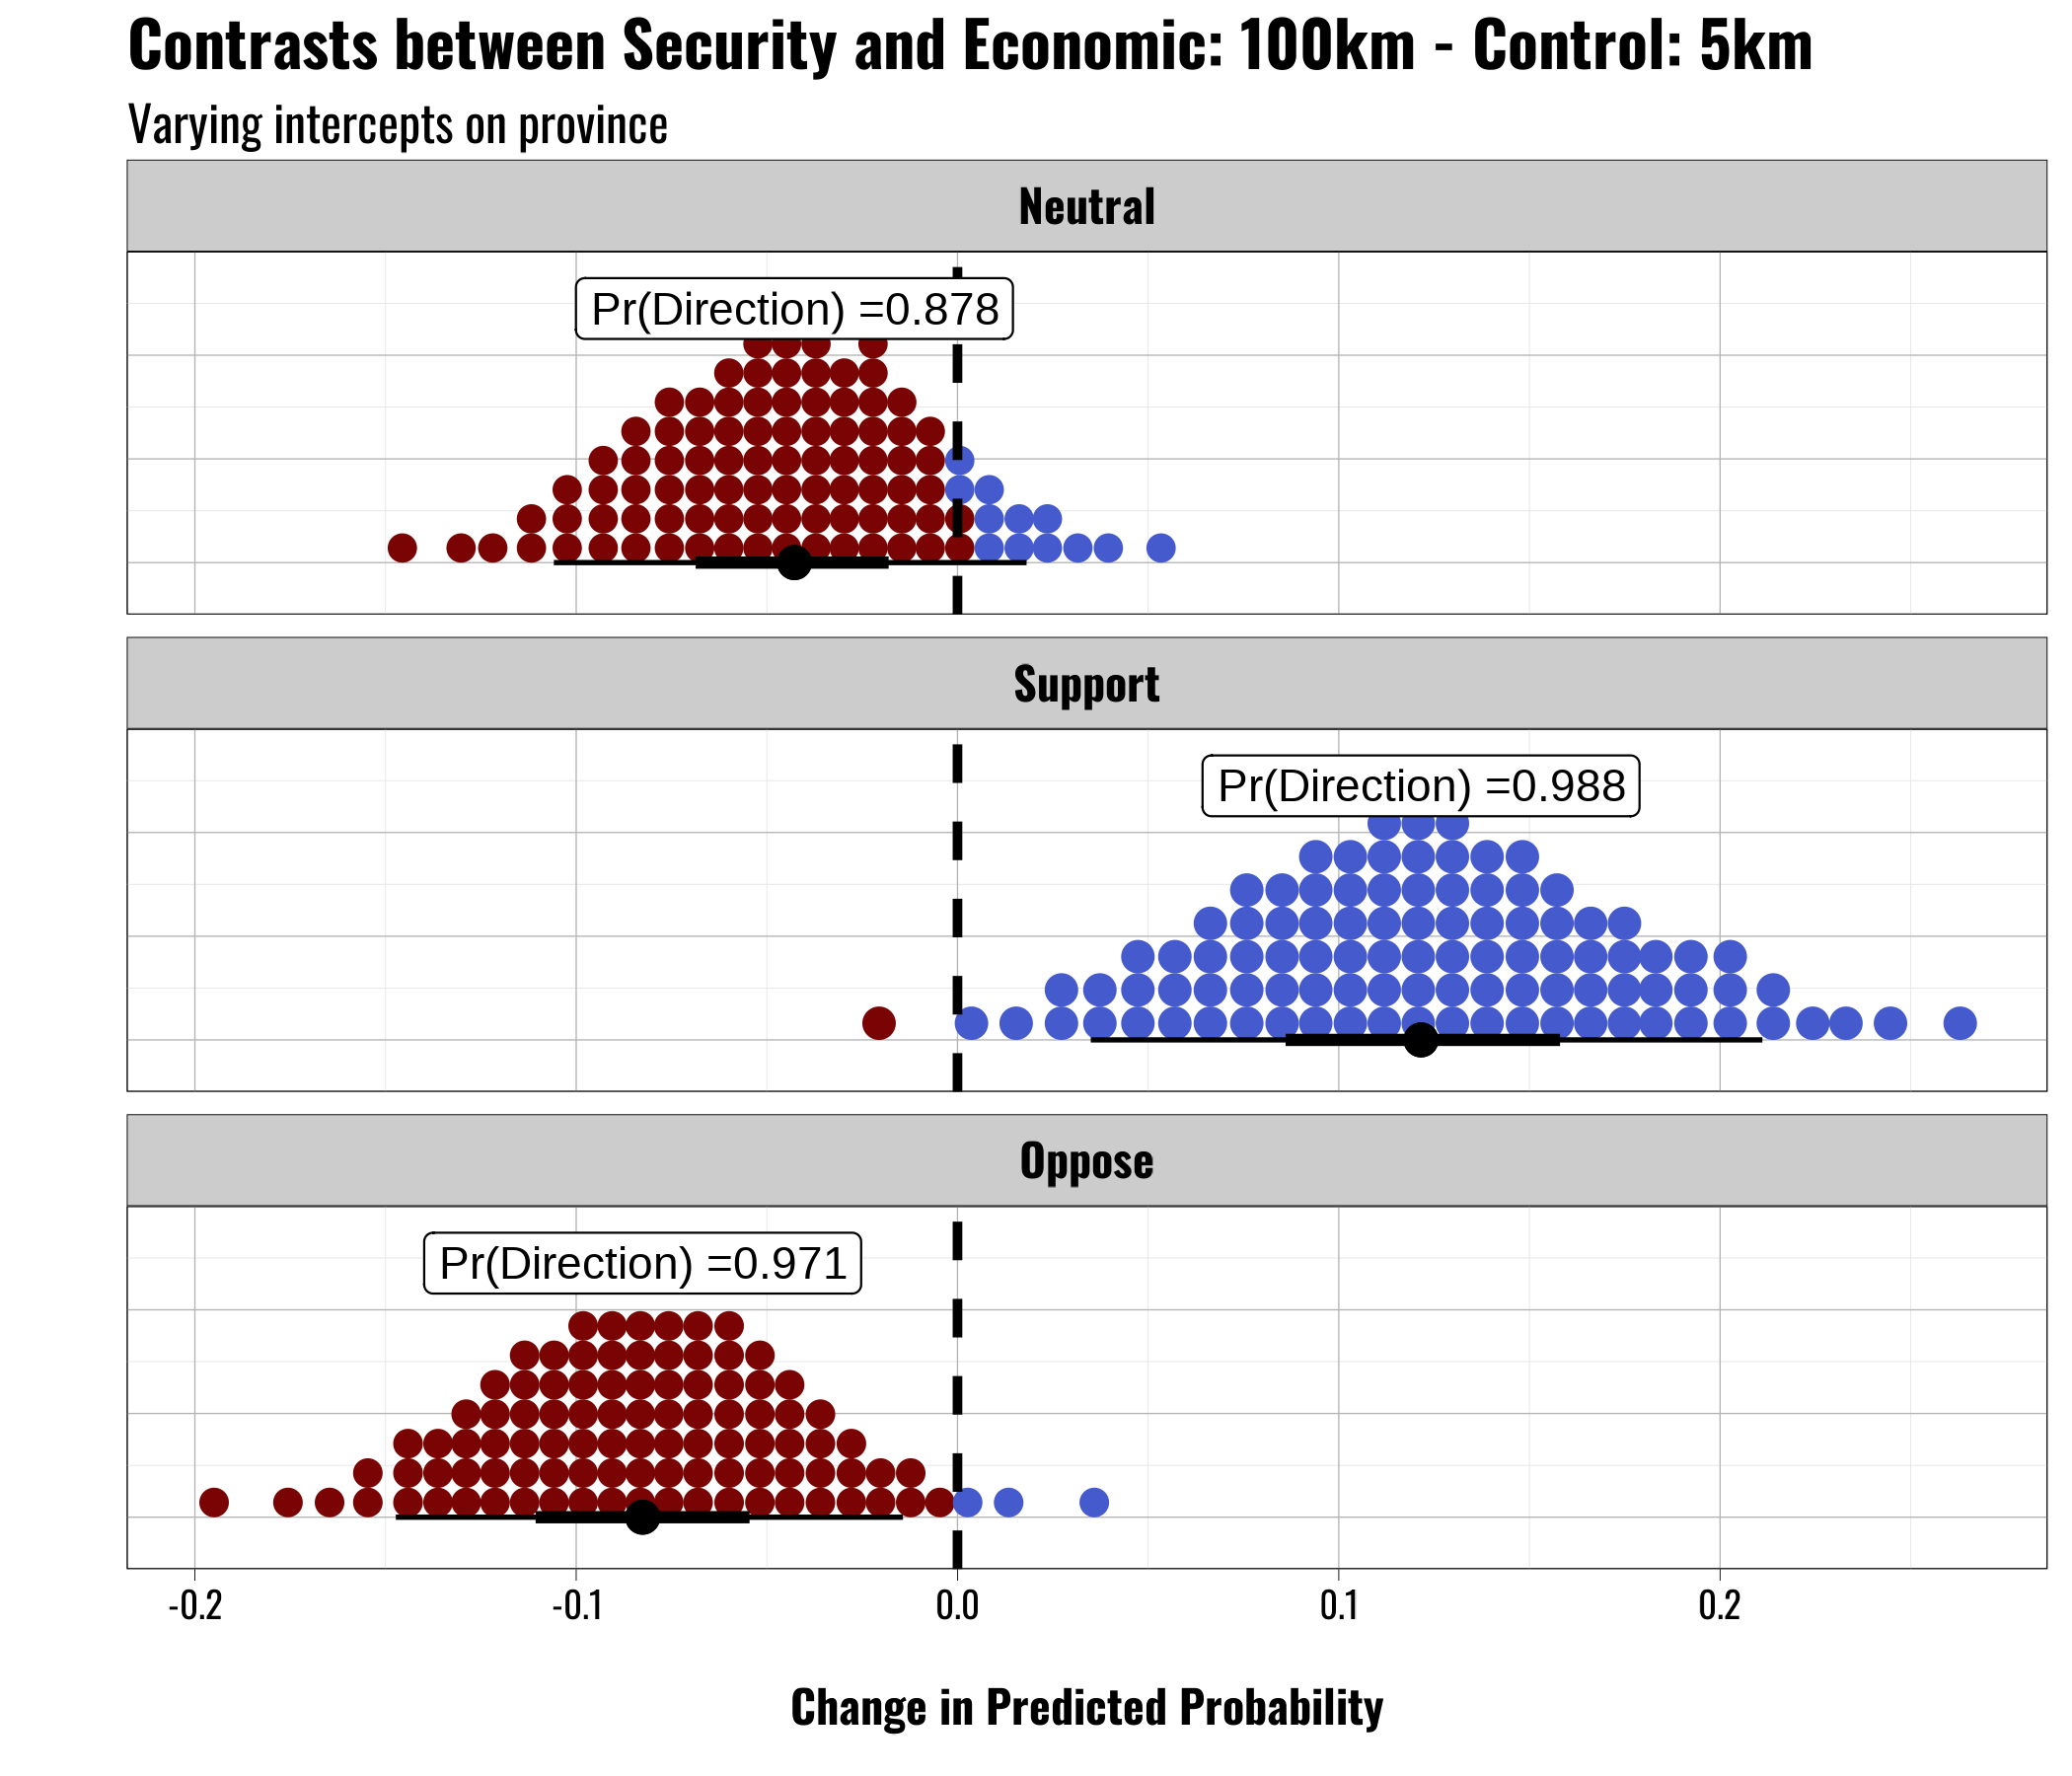 Contrasts between Security and Economic: 100km - Control: 5km
Varying intercepts on province
Neutral
Pr(Direction) =0.878
Support
Pr(Direction) =0.988
Oppose
Pr(Direction) =0.971
-0.2 -0.1 0.0 0.1 0.2
Change in Predicted Probability